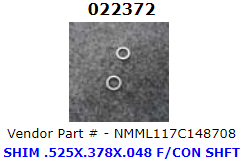 022372
Vendor Part # - NMML117C148708
SHIM .525X.378X.048 F/CON SHFT